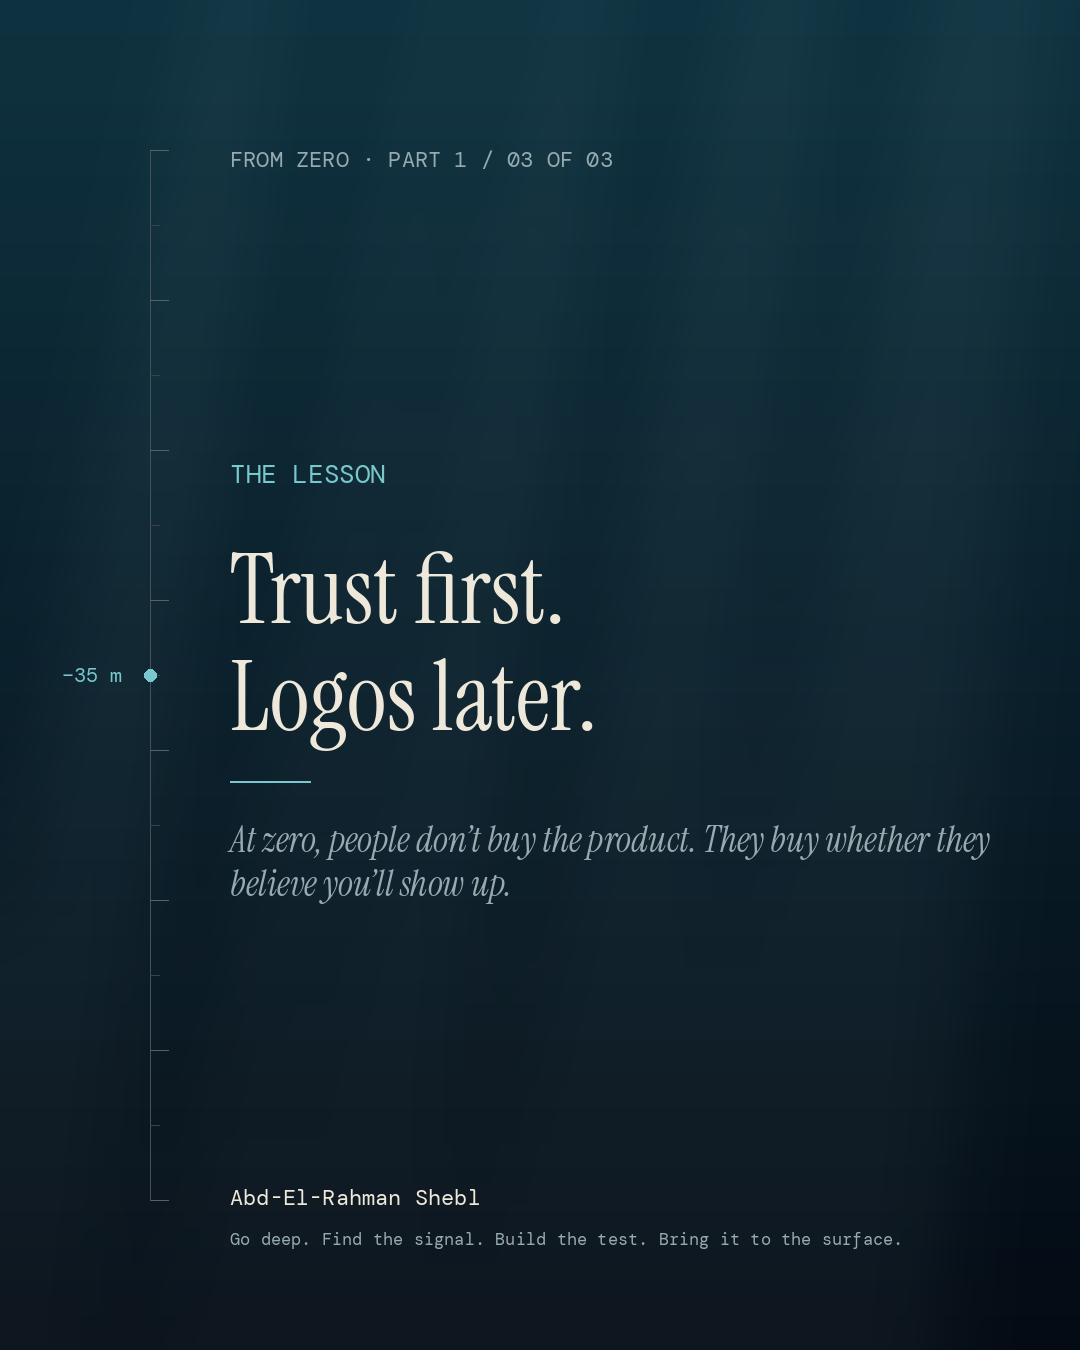 FROM ZERO · PART 1 / 03 OF 03
THE LESSON
Trust first.
Logos later.
−35 m
At zero, people don’t buy the product. They buy whether they
believe you’ll show up.
Abd-El-Rahman Shebl
Go deep. Find the signal. Build the test. Bring it to the surface.